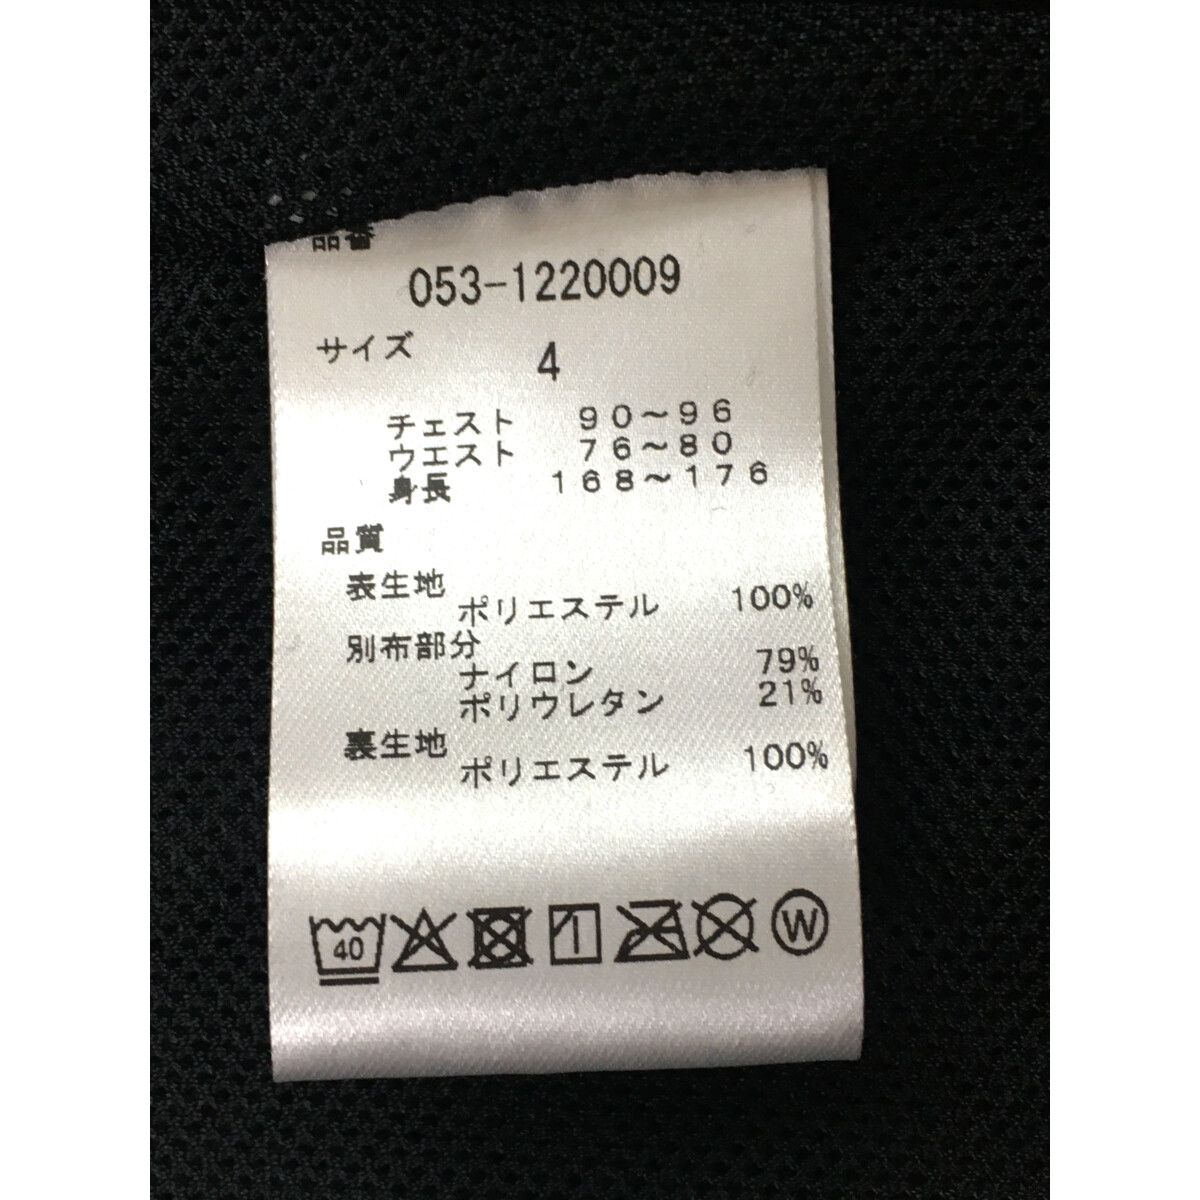 品番
053-1220009
サイズ
4
チェスト 90～96
ウエスト 76～80
身長 168～176
品質
表生地
ポリエステル 100%
別布部分
ナイロン 79%
ポリウレタン 21%
裏生地
ポリエステル 100%
40 W